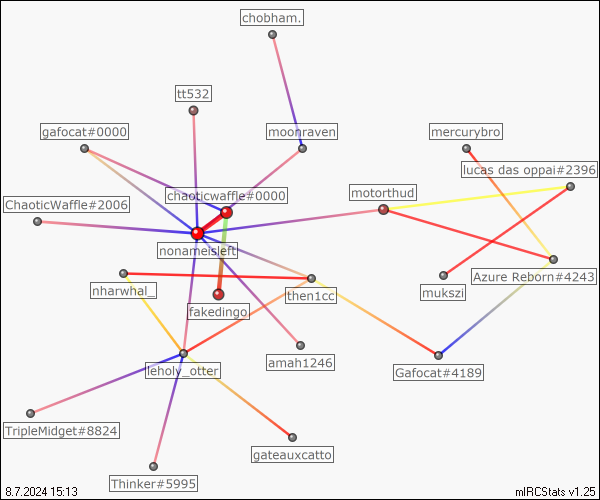 chobham.
tt532
gafocat#0000
moonraven
mercurybro
lucas das oppai#2396
chaoticwaffle#0000
motorthud
ChaoticWaffle#2006
nonameisleft
Azure Reborn#4243
nharwhal_
then1cc
mukszi
fakedingo
amah1246
leholy_otter
Gafocat#4189
TripleMidget#8824
gateauxcatto
Thinker#5995
8.7.2024 15:13
mIRCStats v1.25